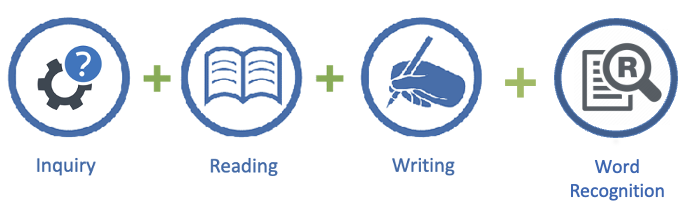 ?
R
Inquiry
Reading
Writing
Word
Recognition